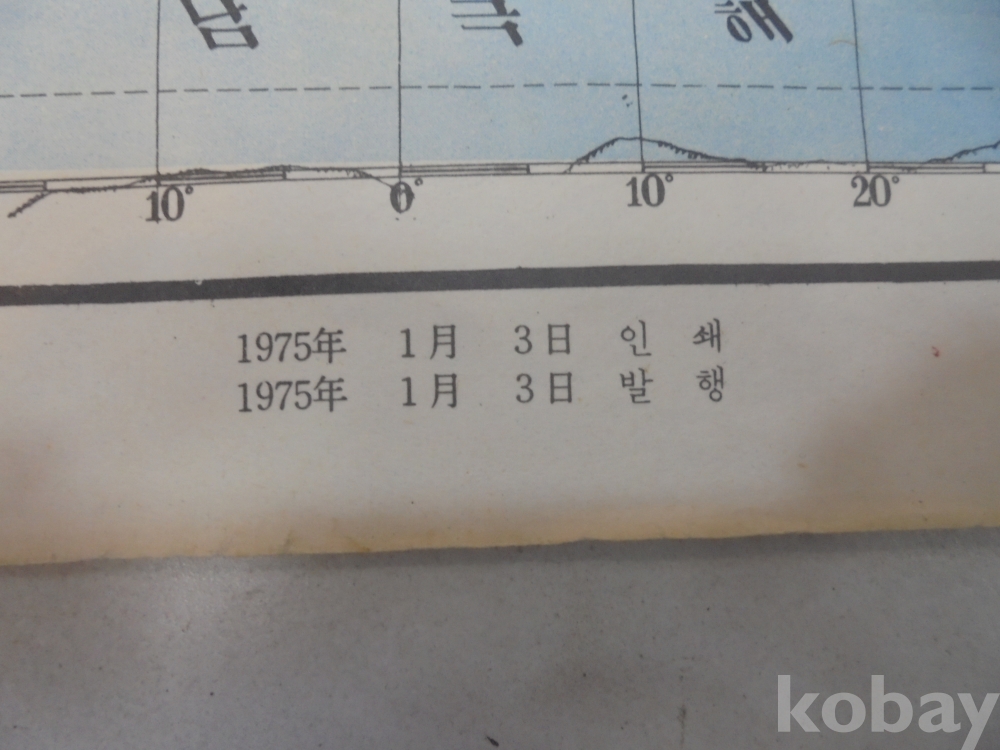 10° 0° 10° 20°
1975年 1月 3日 인 쇄
1975年 1月 3日 발 행
kobay